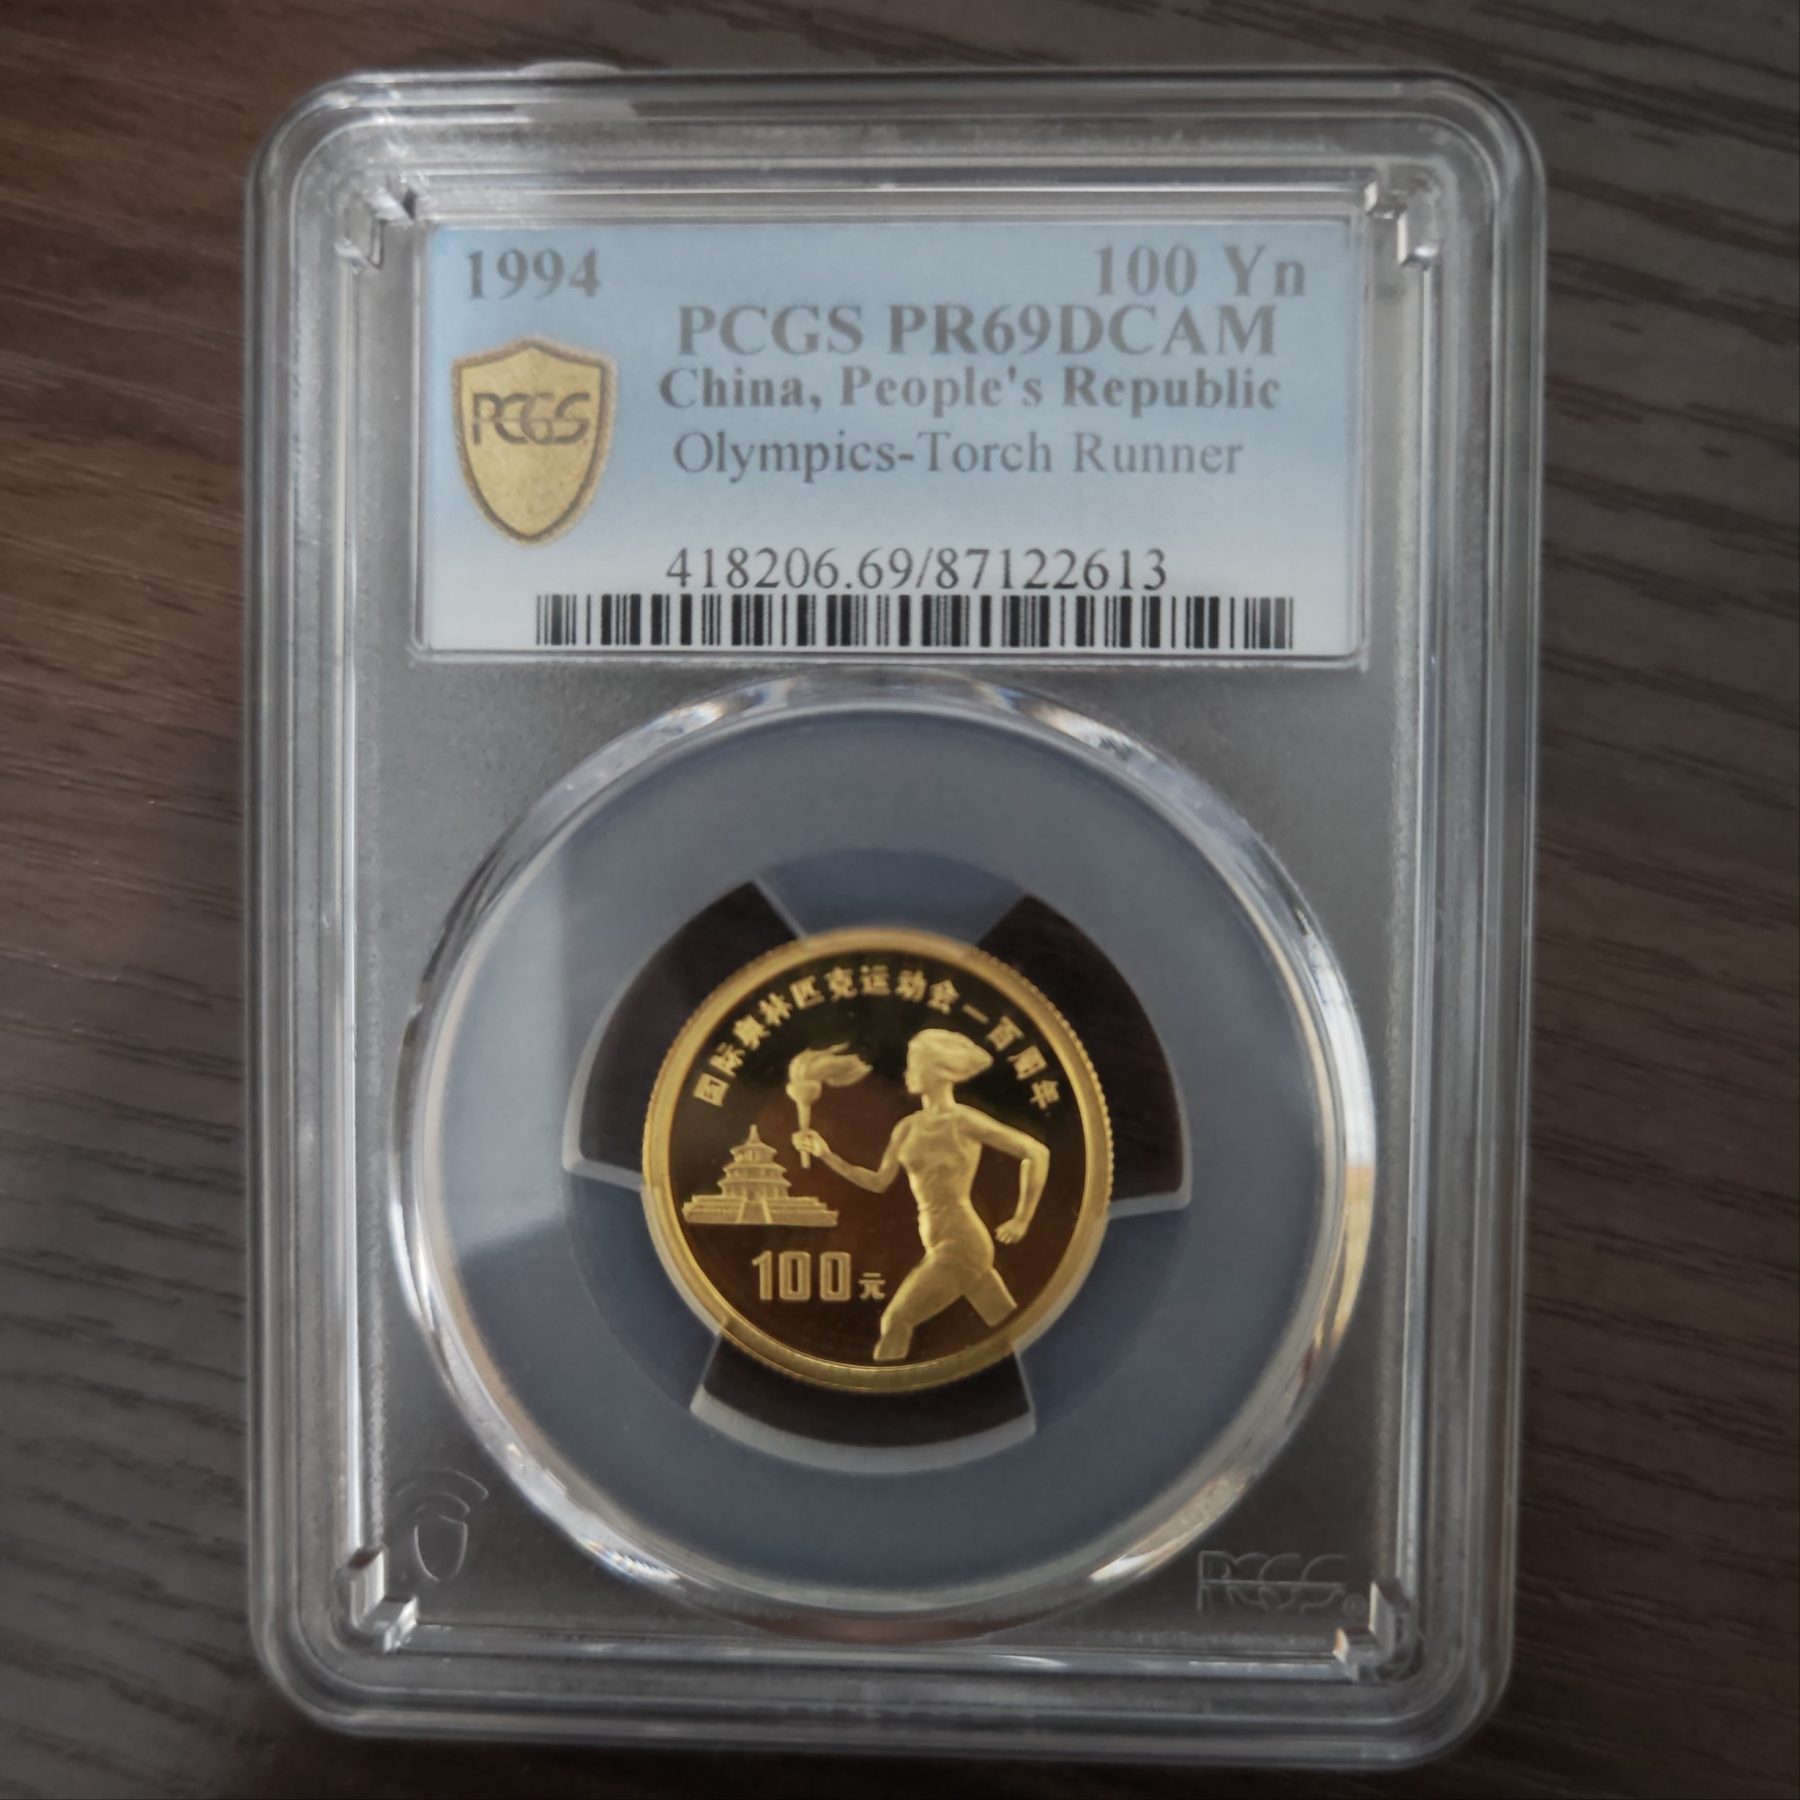 1994 100 Yn
PCGS PR69DCAM
China, People's Republic
PCGS
Olympics-Torch Runner
418206.69/87122613
国际奥林匹克运动会一百周年
100元
PCGS